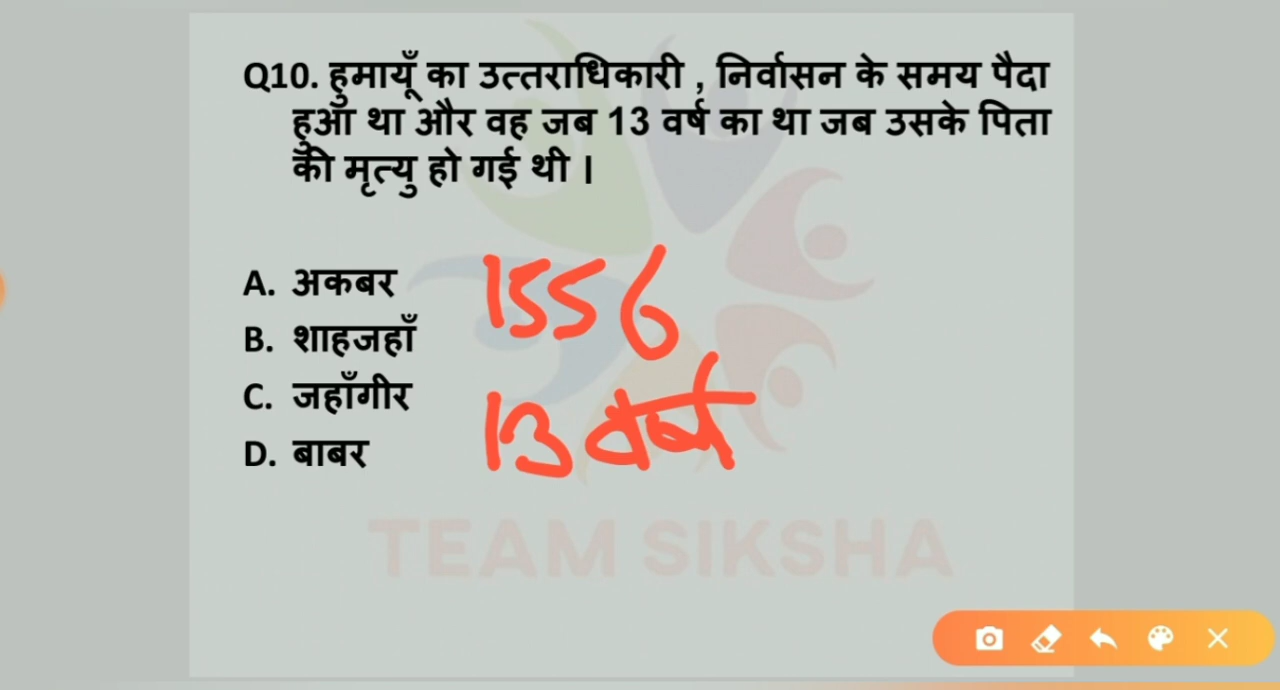 Q10. हुमायूँ का उत्तराधिकारी , निर्वासन के समय पैदा
हुआ था और वह जब 13 वर्ष का था जब उसके पिता
की मृत्यु हो गई थी ।
A. अकबर
1556
B. शाहजहाँ
C. जहाँगीर
13 वर्ष
D. बाबर
TEAM SIKSHA